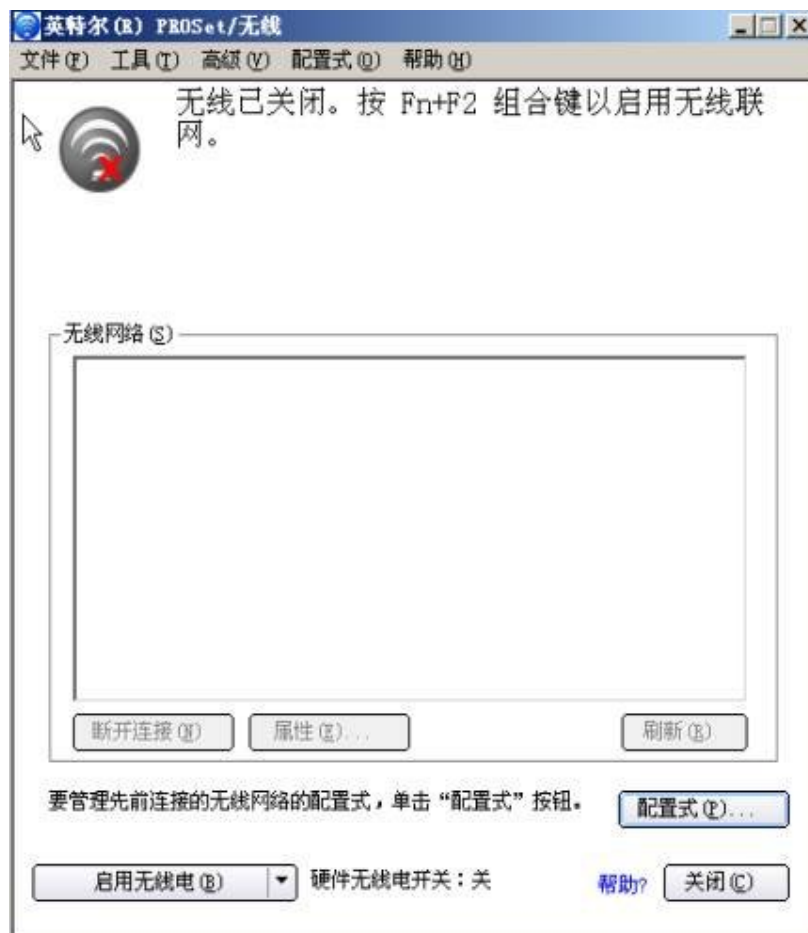 英特尔(R) PROSet/无线
文件(F) 工具(T) 高级(V) 配置式(O) 帮助(H)
无线已关闭。按 Fn+F2 组合键以启用无线联
网。
无线网络(S)
断开连接(N) 属性(E)... 刷新(R)
要管理先前连接的无线网络的配置式，单击“配置式”按钮。 配置式(P)...
启用无线电(B) 硬件无线电开关：关 帮助? 关闭(C)